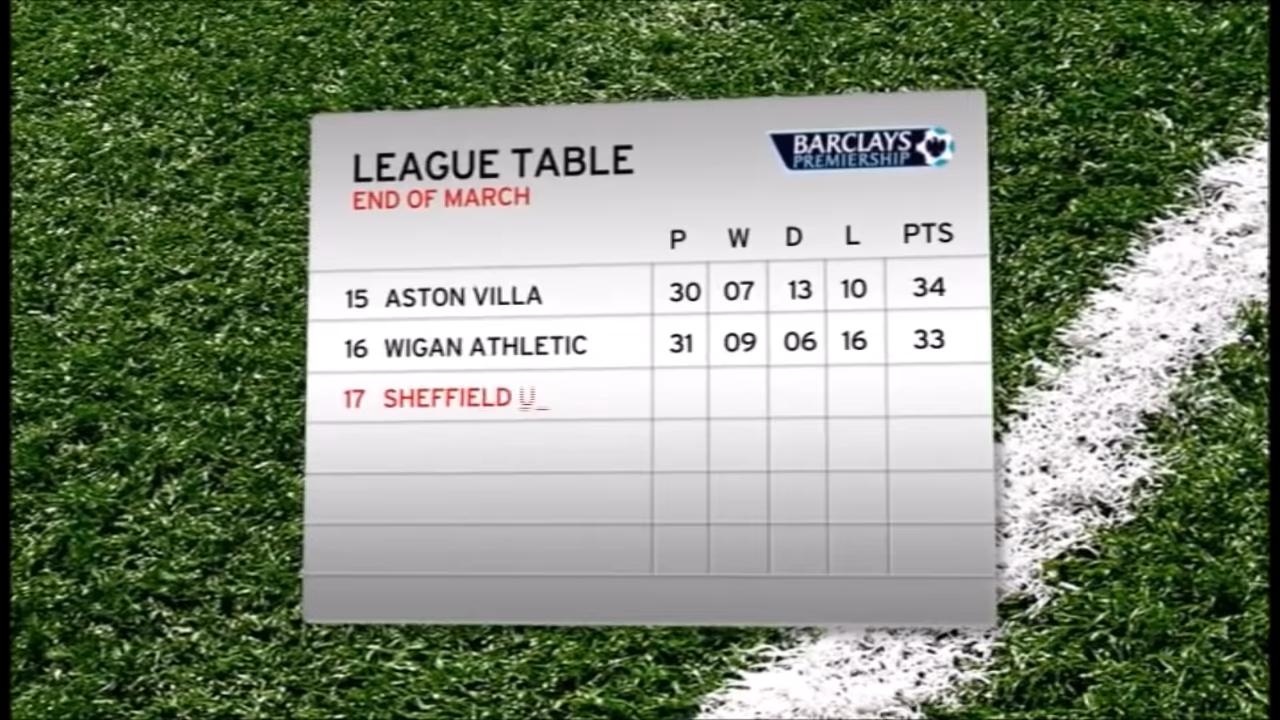 LEAGUE TABLE
END OF MARCH
BARCLAYS
PREMIERSHIP
P W D L PTS
15 ASTON VILLA 30 07 13 10 34
16 WIGAN ATHLETIC 31 09 06 16 33
17 SHEFFIELD U_